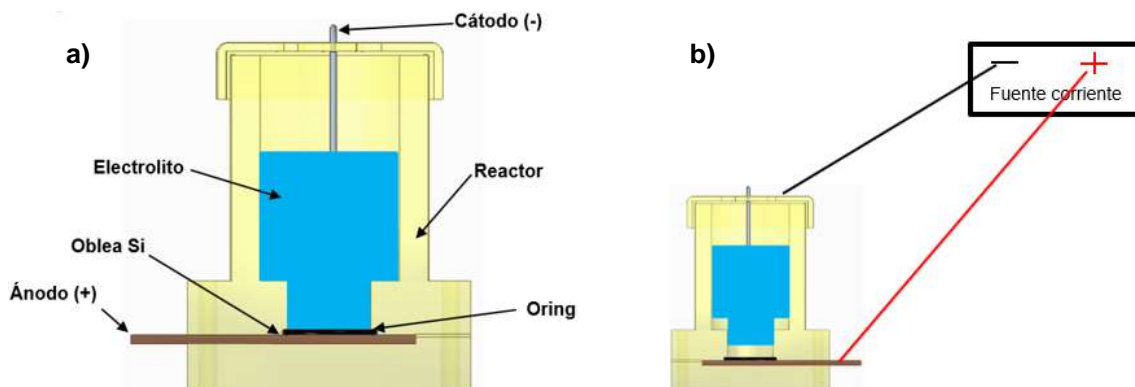 a)
Cátodo (-)
Electrolito
Reactor
Oblea Si
Ánodo (+)
Oring
b)
Fuente corriente